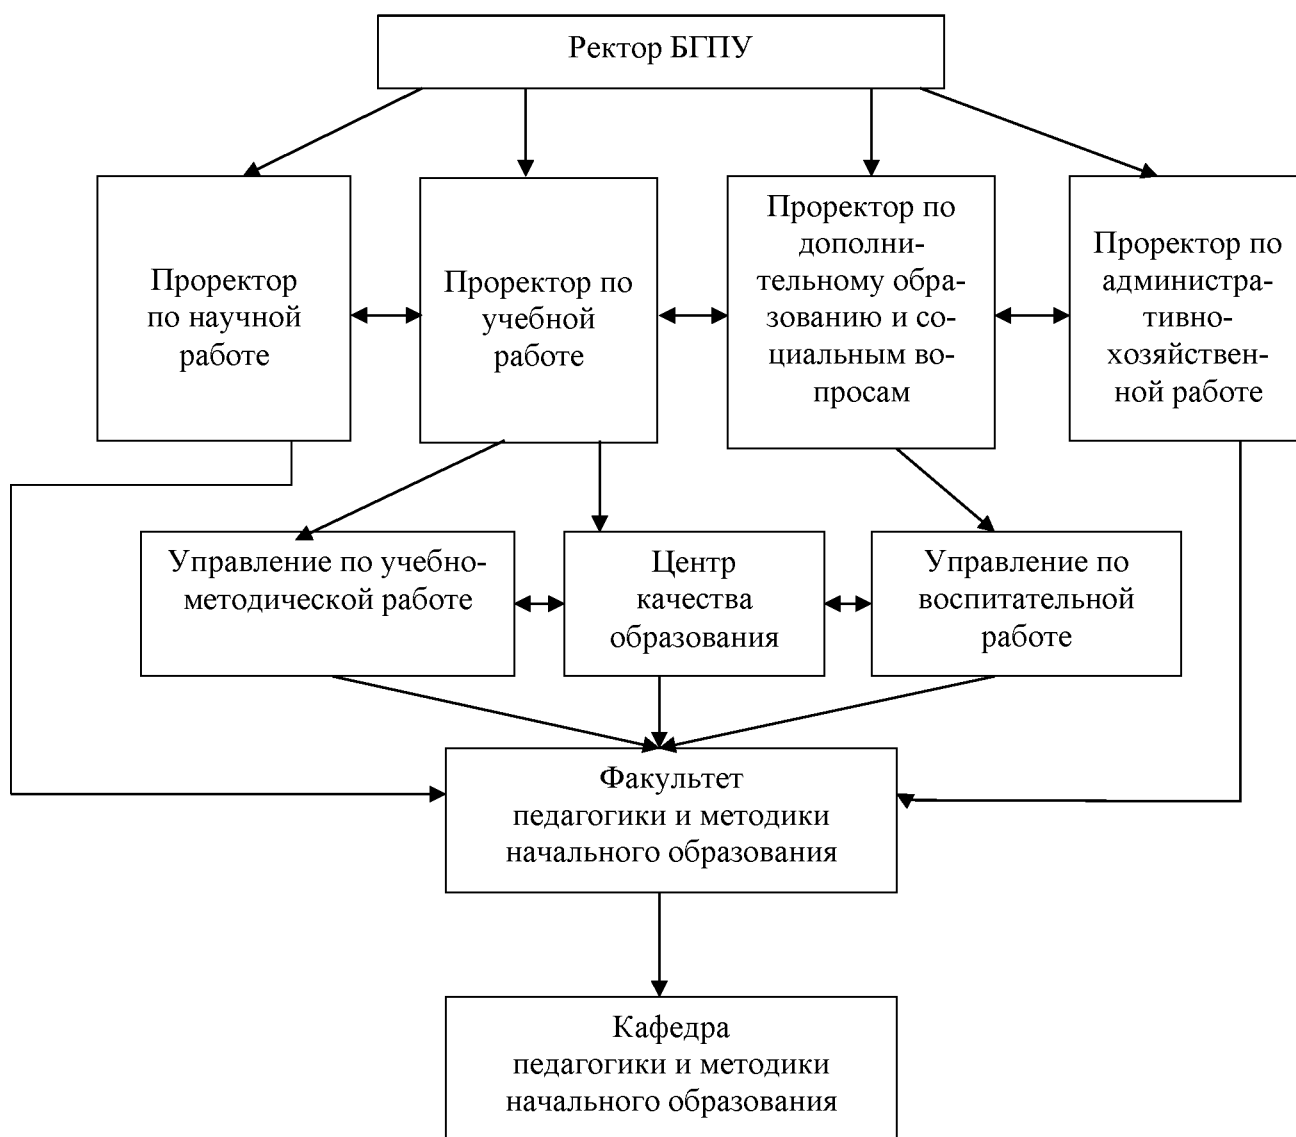 Ректор БГПУ
Проректор
по научной
работе
Проректор по
учебной
работе
Проректор по
дополни-
тельному обра-
зованию и со-
циальным во-
просам
Проректор по
администра-
тивно-
хозяйствен-
ной работе
Управление по учебно-
методической работе
Центр
качества
образования
Управление по
воспитательной
работе
Факультет
педагогики и методики
начального образования
Кафедра
педагогики и методики
начального образования